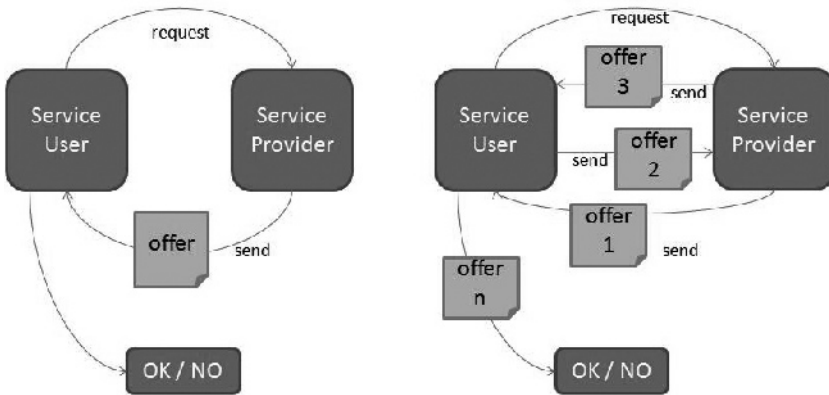 request
Service
User
Service
Provider
offer
send
OK / NO
request
offer
3
send
Service
User
Service
Provider
send
offer
2
offer
1
send
offer
n
OK / NO